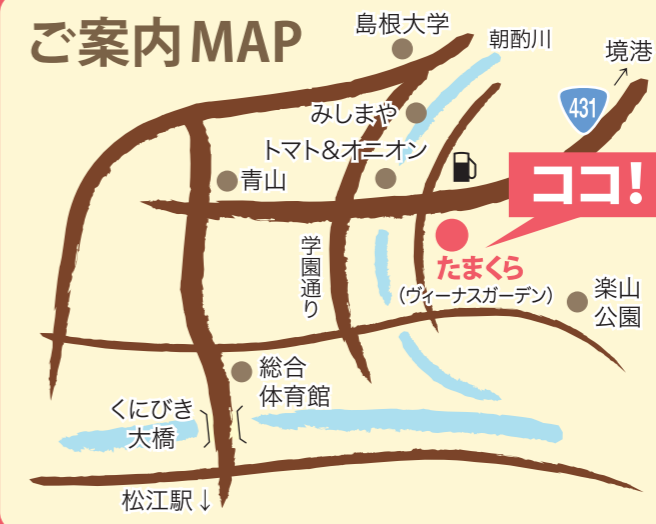 ご案内MAP
島根大学
朝酌川
境港
↗
431
みしまや
トマト&オニオン
青山
ココ!
学園通り
たまくら
(ヴィーナスガーデン)
楽山
公園
総合
体育館
くにびき
大橋
松江駅↓